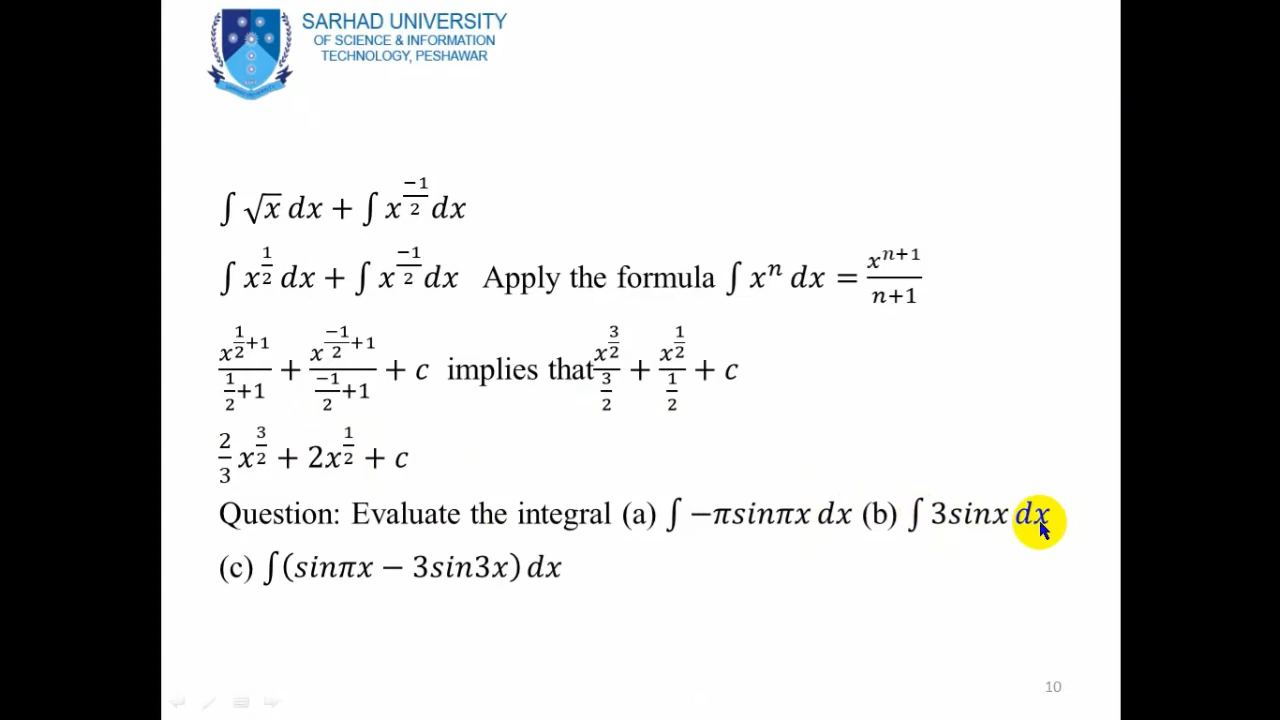 SARHAD UNIVERSITY
OF SCIENCE & INFORMATION
TECHNOLOGY, PESHAWAR
∫ √x dx + ∫ x^(-1/2) dx
∫ x^(1/2) dx + ∫ x^(-1/2) dx Apply the formula ∫ x^n dx = x^(n+1)/(n+1)
x^(1/2+1)/(1/2+1) + x^(-1/2+1)/(-1/2+1) + c implies that x^(3/2)/(3/2) + x^(1/2)/(1/2) + c
2/3 x^(3/2) + 2x^(1/2) + c
Question: Evaluate the integral (a) ∫ −πsinπx dx (b) ∫ 3sinx dx
(c) ∫(sinπx − 3sin3x) dx
10